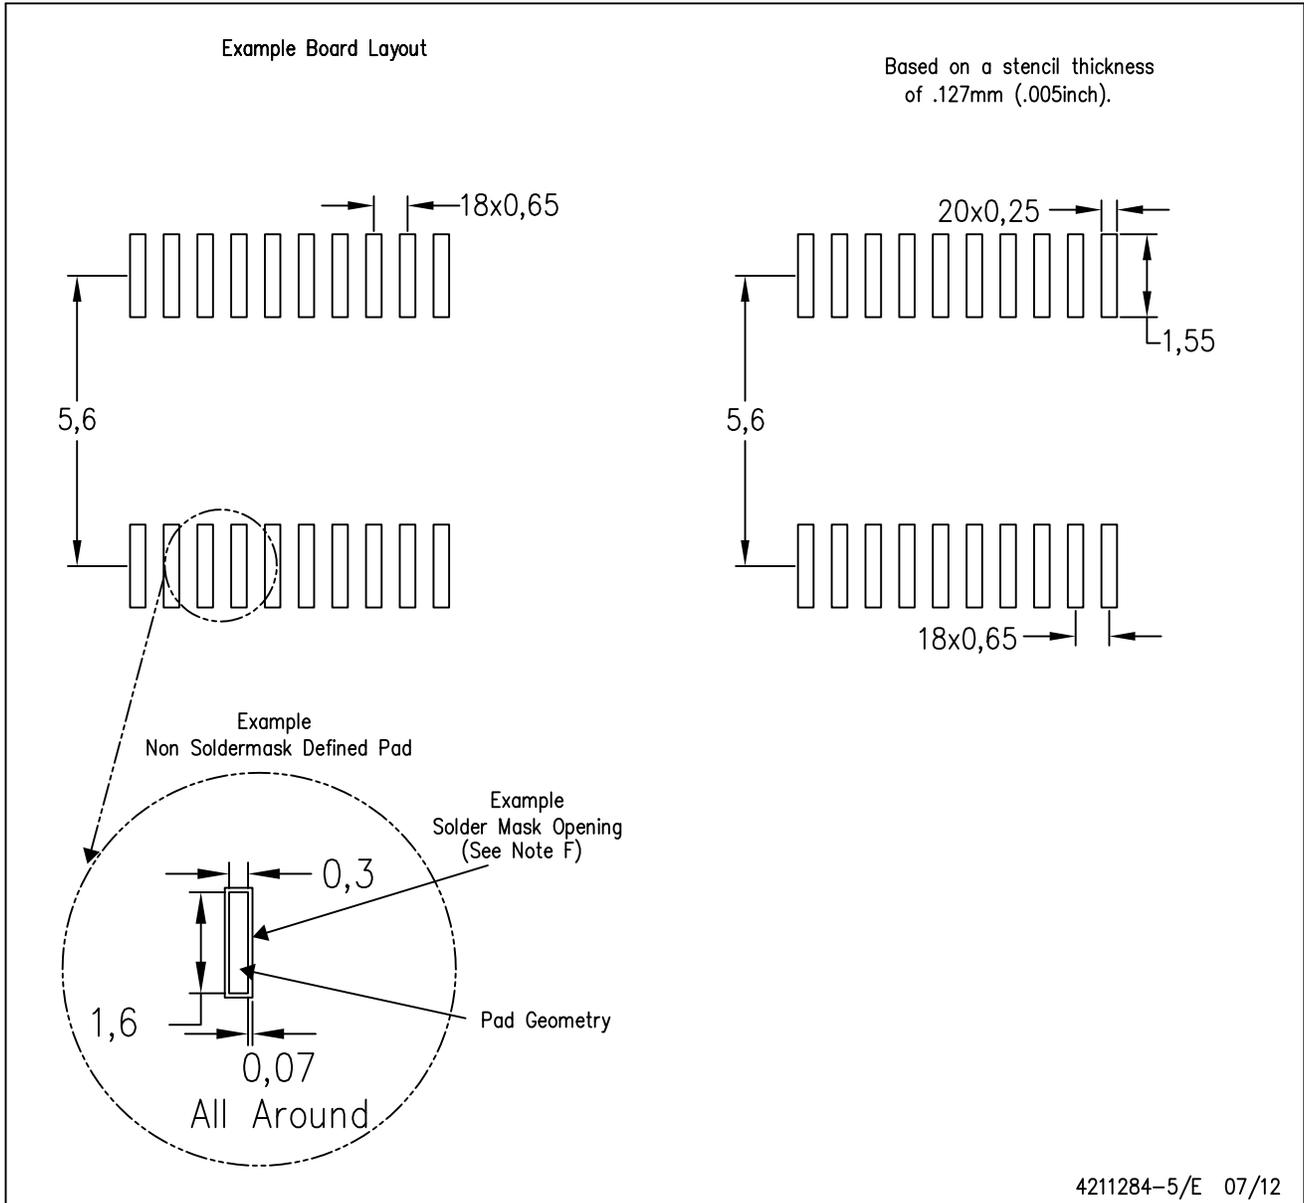 Example Board Layout
Based on a stencil thickness
of .127mm (.005inch).
18x0,65
20x0,25
1,55
5,6
5,6
18x0,65
Example
Non Soldermask Defined Pad
Example
Solder Mask Opening
(See Note F)
0,3
1,6
Pad Geometry
0,07
All Around
4211284-5/E 07/12